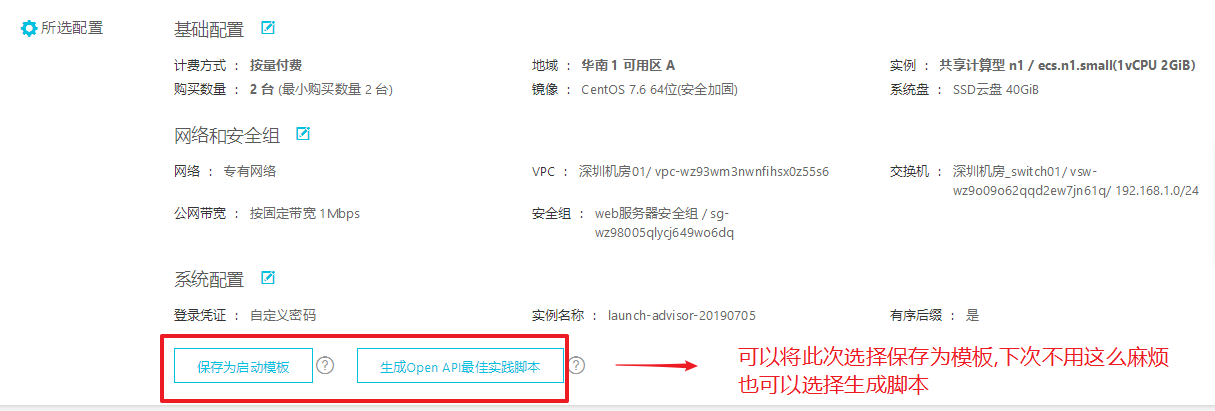 所选配置
基础配置
计费方式 ： 按量付费
地域 ： 华南 1 可用区 A
实例 ： 共享计算型 n1 / ecs.n1.small(1vCPU 2GiB)
购买数量 ： 2 台 (最小购买数量 2 台)
镜像 ： CentOS 7.6 64位(安全加固)
系统盘 ： SSD云盘 40GiB
网络和安全组
网络 ： 专有网络
VPC ： 深圳机房01/ vpc-wz93wm3nwnfihsx0z55s6
交换机 ： 深圳机房_switch01/ vsw-
wz9o09o62qqd2ew7jn61q/ 192.168.1.0/24
公网带宽 ： 按固定带宽 1Mbps
安全组 ： web服务器安全组 / sg-
wz98005qlycj649wo6dq
系统配置
登录凭证 ： 自定义密码
实例名称 ： launch-advisor-20190705
有序后缀 ： 是
保存为启动模板 ?
生成Open API最佳实践脚本 ?
可以将此次选择保存为模板,下次不用这么麻烦
也可以选择生成脚本